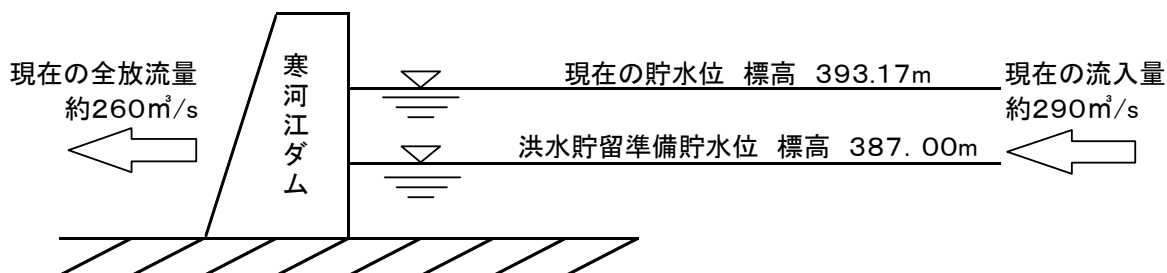 現在の全放流量
約260㎥/s
寒河江ダム
現在の貯水位 標高 393.17m
洪水貯留準備貯水位 標高 387.00m
現在の流入量
約290㎥/s